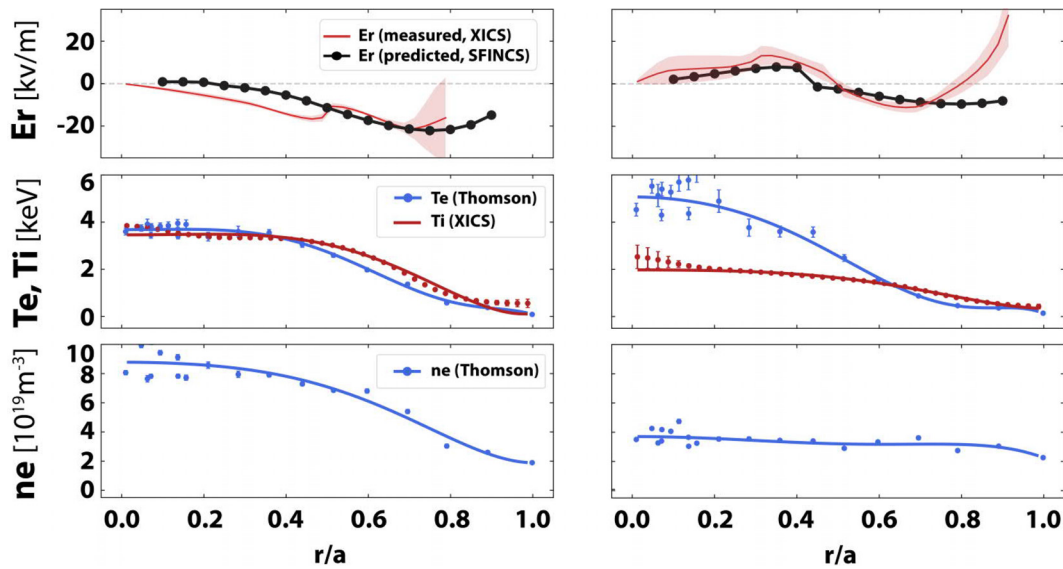 Er [kv/m]
20
0
-20
Er (measured, XICS)
Er (predicted, SFINCS)
Te, Ti [keV]
6
4
2
0
Te (Thomson)
Ti (XICS)
ne [10¹⁹m⁻³]
10
8
6
4
2
0
ne (Thomson)
0.0 0.2 0.4 0.6 0.8 1.0
r/a
0.0 0.2 0.4 0.6 0.8 1.0
r/a